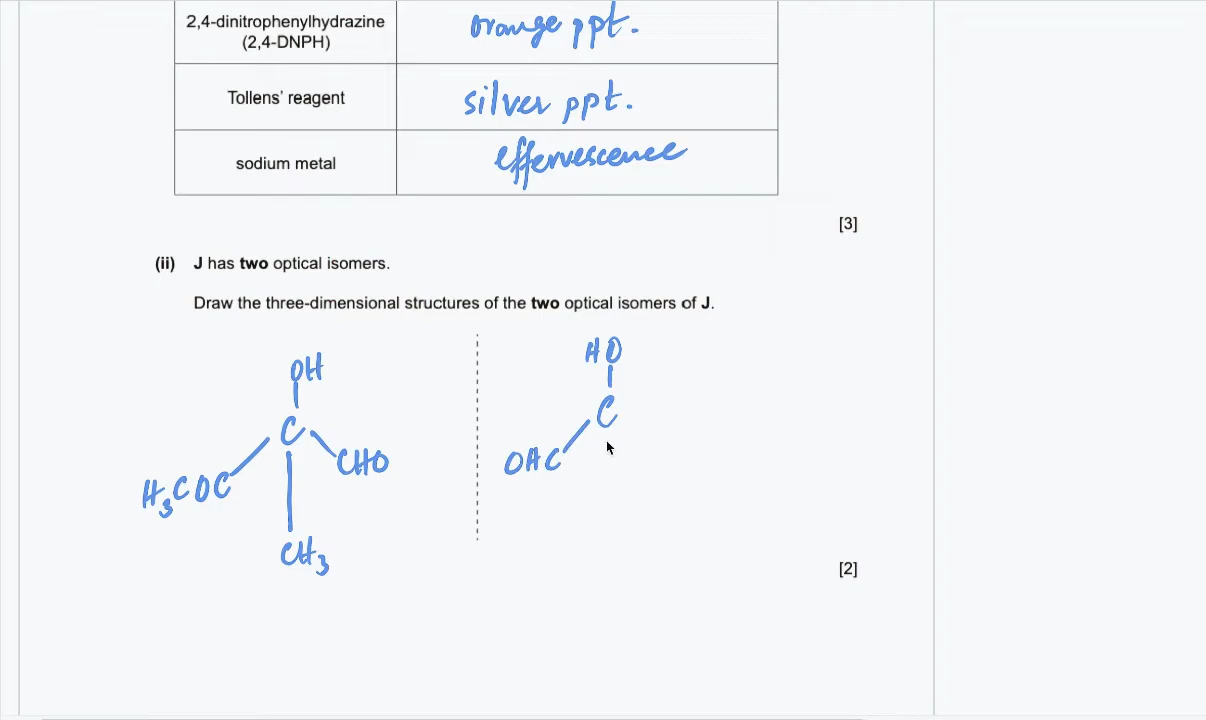 2,4-dinitrophenylhydrazine
(2,4-DNPH)
orange ppt.
Tollens' reagent
silver ppt.
sodium metal
effervescence
[3]
(ii) J has two optical isomers.
Draw the three-dimensional structures of the two optical isomers of J.
OH
C
H3COC
CHO
CH3
HO
C
OHC
[2]